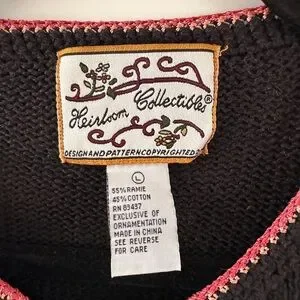 Heirloom Collectibles®
DESIGN AND PATTERN COPYRIGHTED
L
55% RAMIE
45% COTTON
RN 83437
EXCLUSIVE OF
ORNAMENTATION
MADE IN CHINA
SEE REVERSE
FOR CARE